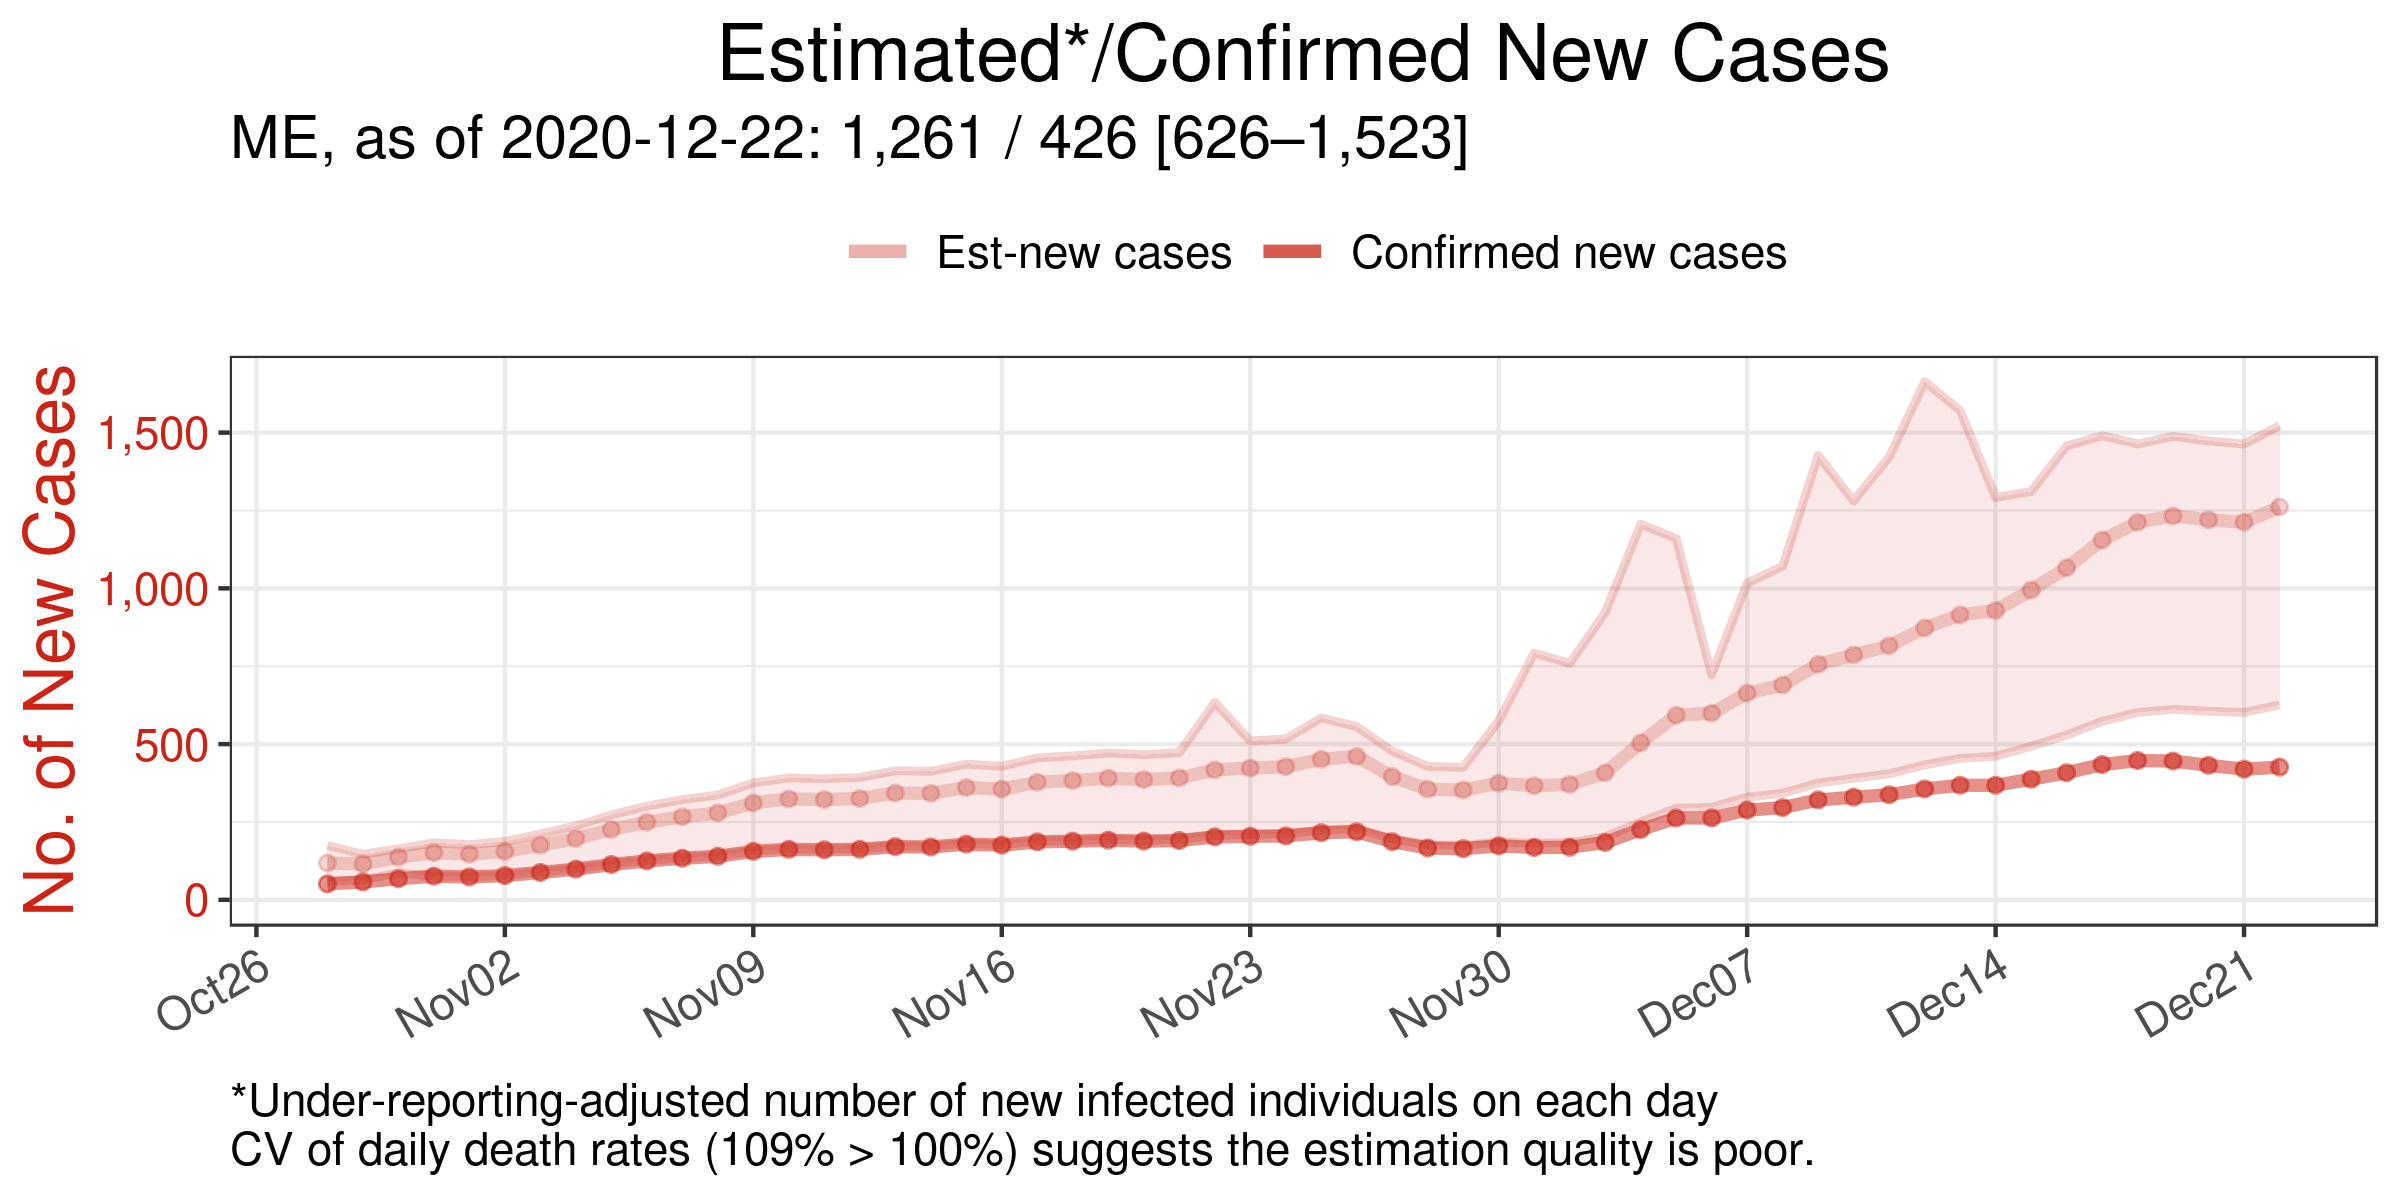 Estimated*/Confirmed New Cases
ME, as of 2020-12-22: 1,261 / 426 [626–1,523]
Est-new cases
Confirmed new cases
No. of New Cases
1,500
1,000
500
0
Oct26
Nov02
Nov09
Nov16
Nov23
Nov30
Dec07
Dec14
Dec21
*Under-reporting-adjusted number of new infected individuals on each day
CV of daily death rates (109% > 100%) suggests the estimation quality is poor.